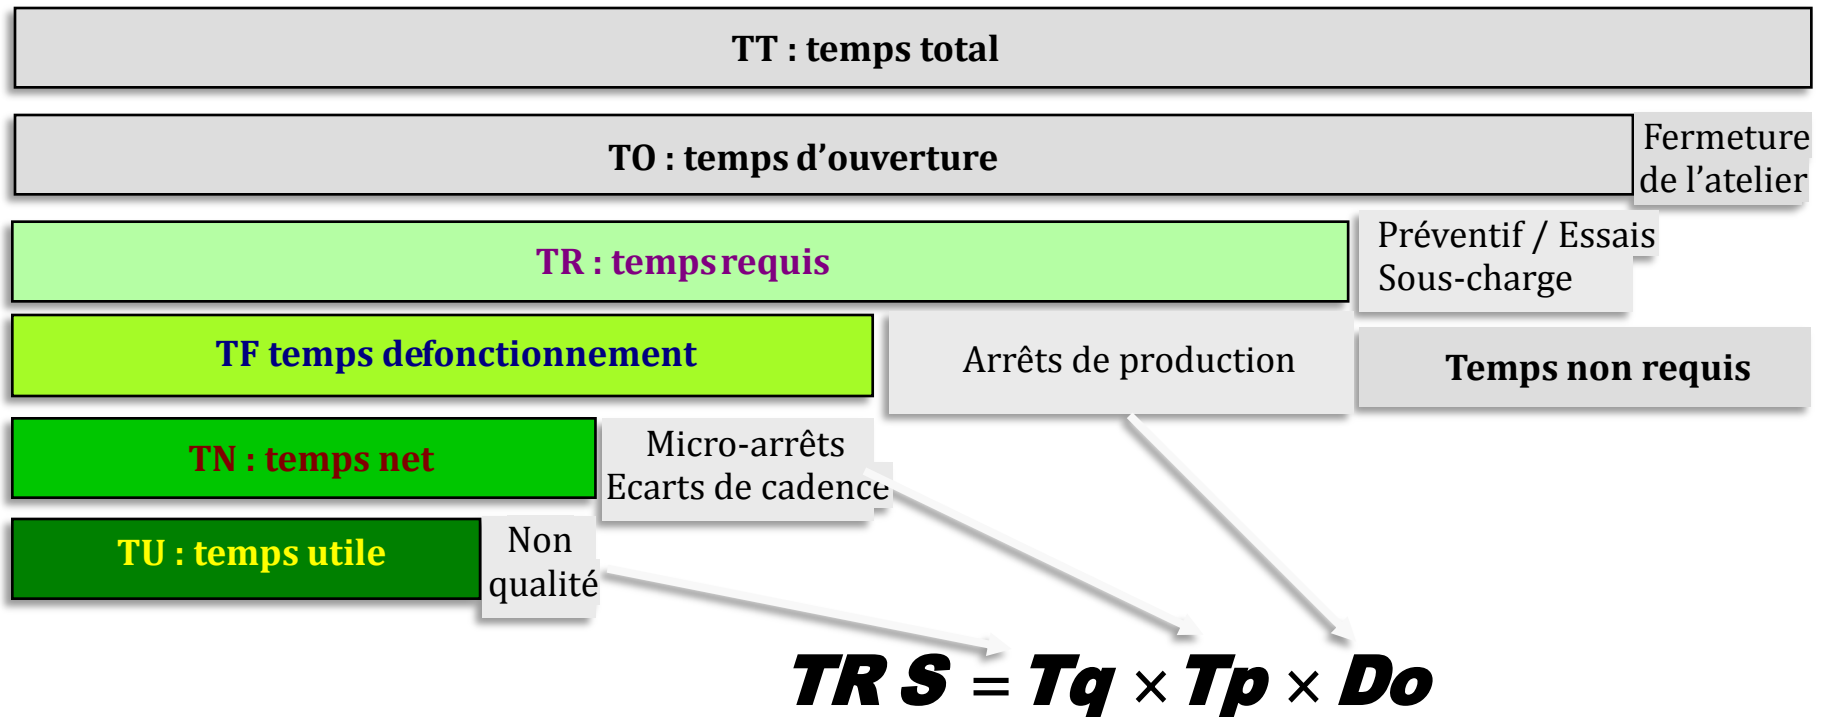 TT : temps total
TO : temps d’ouverture
Fermeture
de l’atelier
TR : temps requis
Préventif / Essais
Sous-charge
TF temps defonctionnement
Arrêts de production
Temps non requis
TN : temps net
Micro-arrêts
Ecarts de cadence
TU : temps utile
Non
qualité
TR S = Tq × Tp × Do